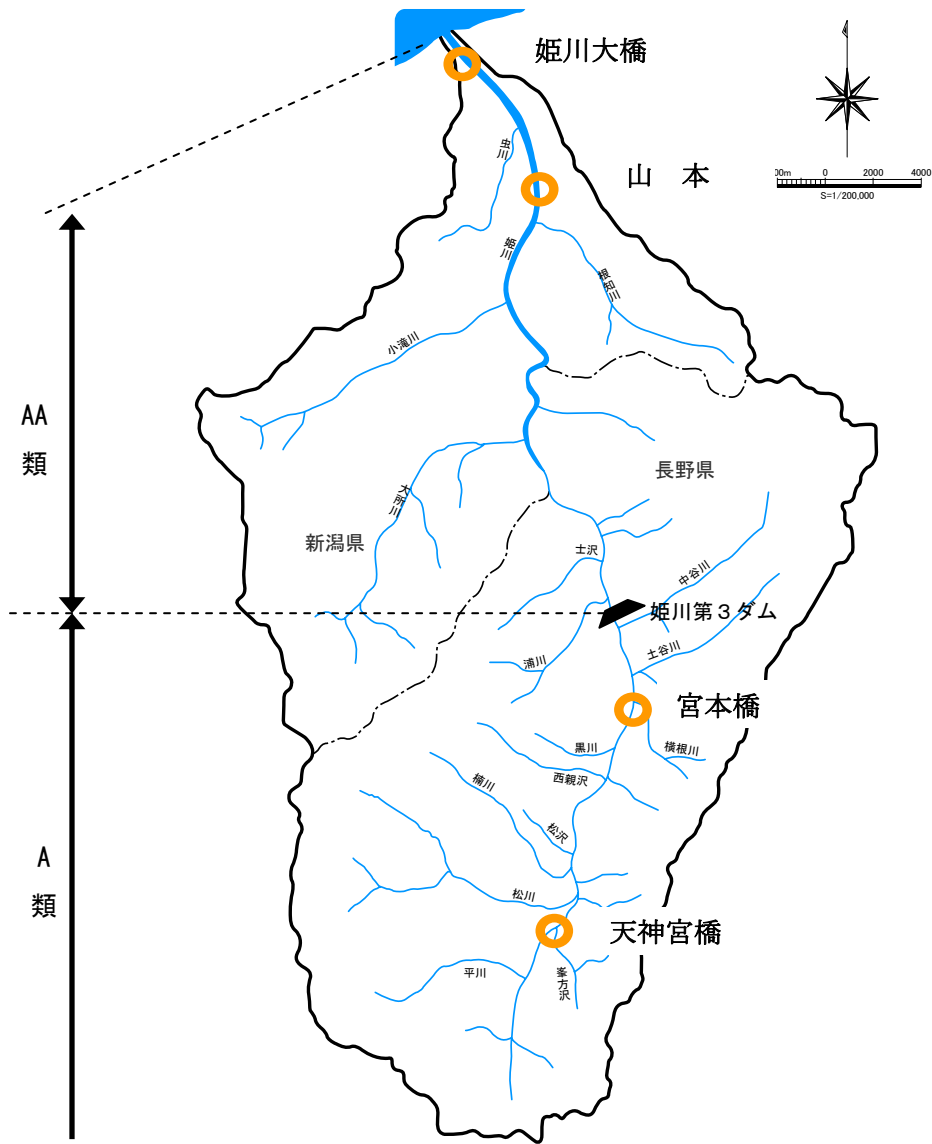 姫川大橋
山 本
00m 0 2000 4000
S=1/200,000
虫川
姫川
根知川
小滝川
AA
類
長野県
大所川
新潟県
土沢
中谷川
姫川第3ダム
土谷川
浦川
宮本橋
黒川
横根川
西親沢
楠川
松沢
A
類
松川
天神宮橋
平川
峯方沢